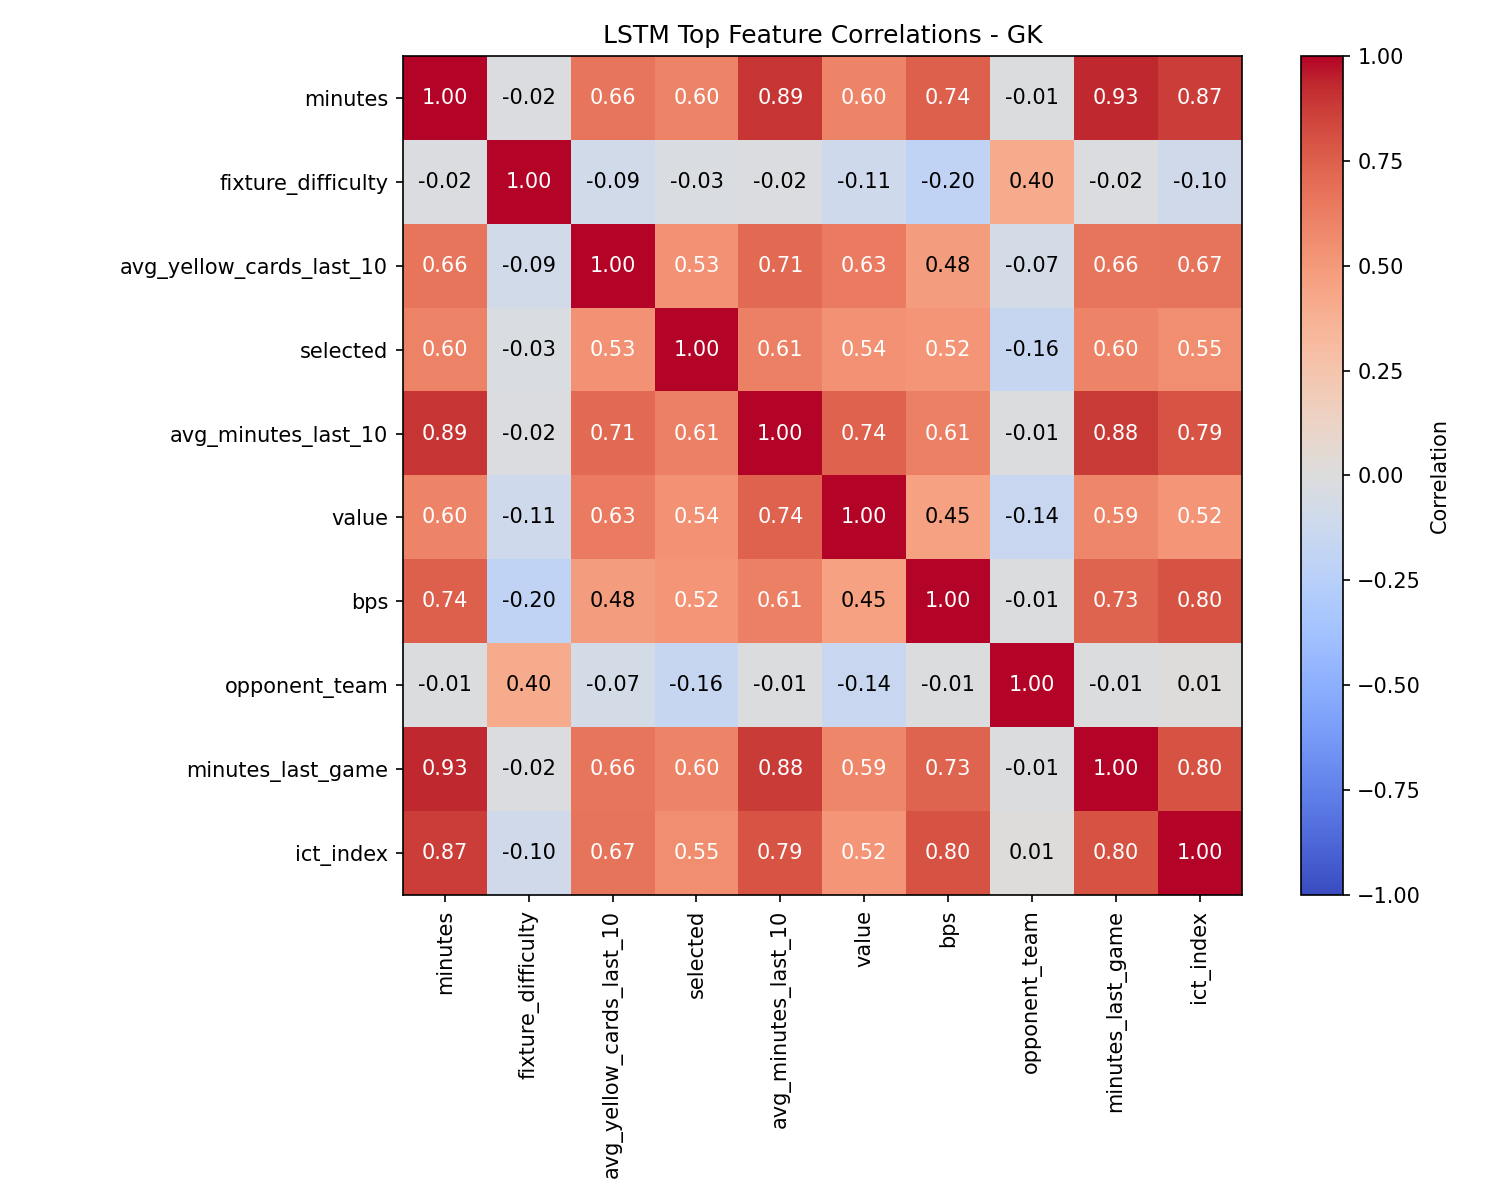 LSTM Top Feature Correlations - GK
minutes 1.00 -0.02 0.66 0.60 0.89 0.60 0.74 -0.01 0.93 0.87
fixture_difficulty -0.02 1.00 -0.09 -0.03 -0.02 -0.11 -0.20 0.40 -0.02 -0.10
avg_yellow_cards_last_10 0.66 -0.09 1.00 0.53 0.71 0.63 0.48 -0.07 0.66 0.67
selected 0.60 -0.03 0.53 1.00 0.61 0.54 0.52 -0.16 0.60 0.55
avg_minutes_last_10 0.89 -0.02 0.71 0.61 1.00 0.74 0.61 -0.01 0.88 0.79
value 0.60 -0.11 0.63 0.54 0.74 1.00 0.45 -0.14 0.59 0.52
bps 0.74 -0.20 0.48 0.52 0.61 0.45 1.00 -0.01 0.73 0.80
opponent_team -0.01 0.40 -0.07 -0.16 -0.01 -0.14 -0.01 1.00 -0.01 0.01
minutes_last_game 0.93 -0.02 0.66 0.60 0.88 0.59 0.73 -0.01 1.00 0.80
ict_index 0.87 -0.10 0.67 0.55 0.79 0.52 0.80 0.01 0.80 1.00
minutes
fixture_difficulty
avg_yellow_cards_last_10
selected
avg_minutes_last_10
value
bps
opponent_team
minutes_last_game
ict_index
1.00
0.75
0.50
0.25
0.00
−0.25
−0.50
−0.75
−1.00
Correlation